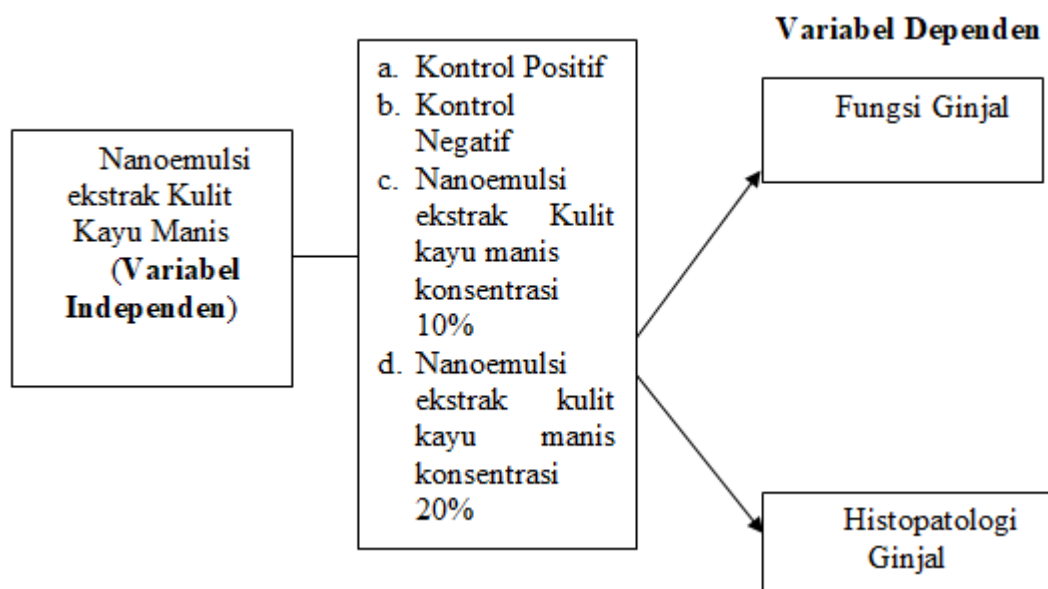 Variabel Dependen
Nanoemulsi
ekstrak Kulit
Kayu Manis
(Variabel
Independen)
a. Kontrol Positif
b. Kontrol
Negatif
c. Nanoemulsi
ekstrak Kulit
kayu manis
konsentrasi
10%
d. Nanoemulsi
ekstrak kulit
kayu manis
konsentrasi
20%
Fungsi Ginjal
Histopatologi
Ginjal